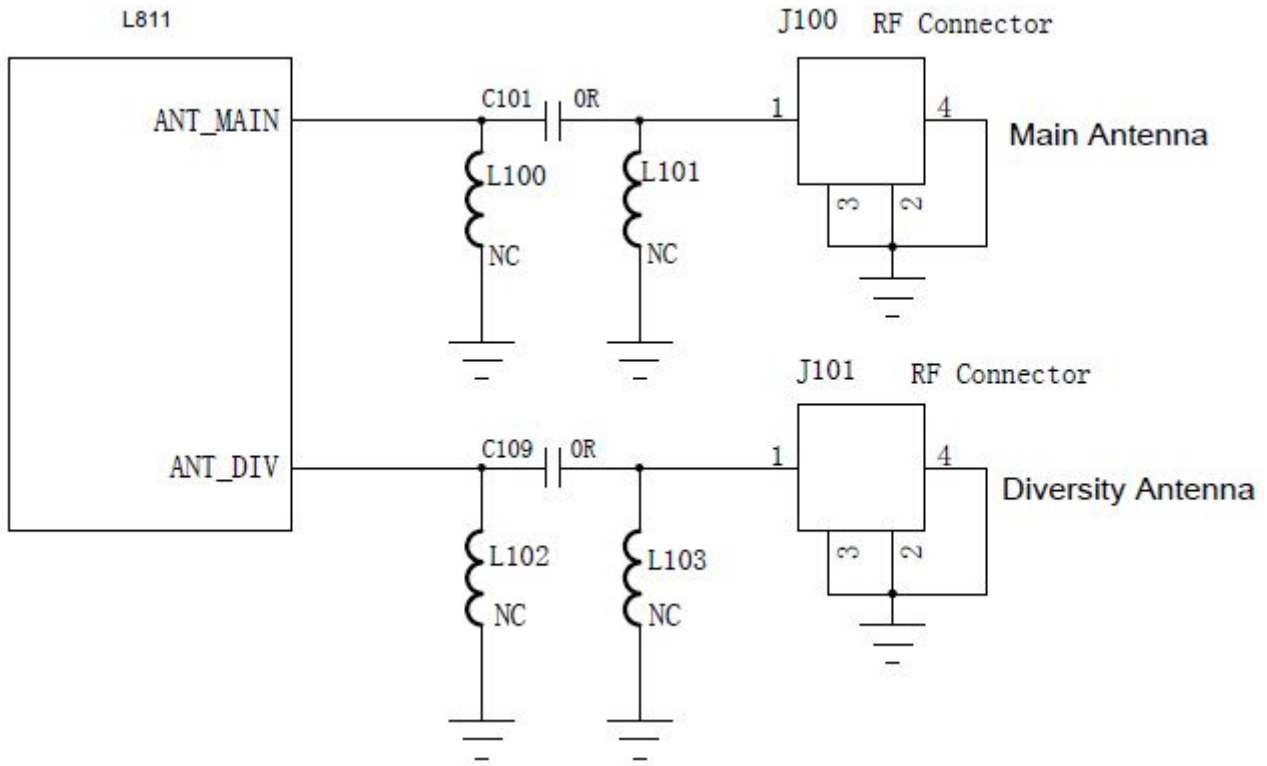 L811
J100 RF Connector
ANT_MAIN
C101 0R
1
4
Main Antenna
L100
L101
3
2
NC
NC
J101 RF Connector
ANT_DIV
C109 0R
1
4
Diversity Antenna
L102
L103
3
2
NC
NC